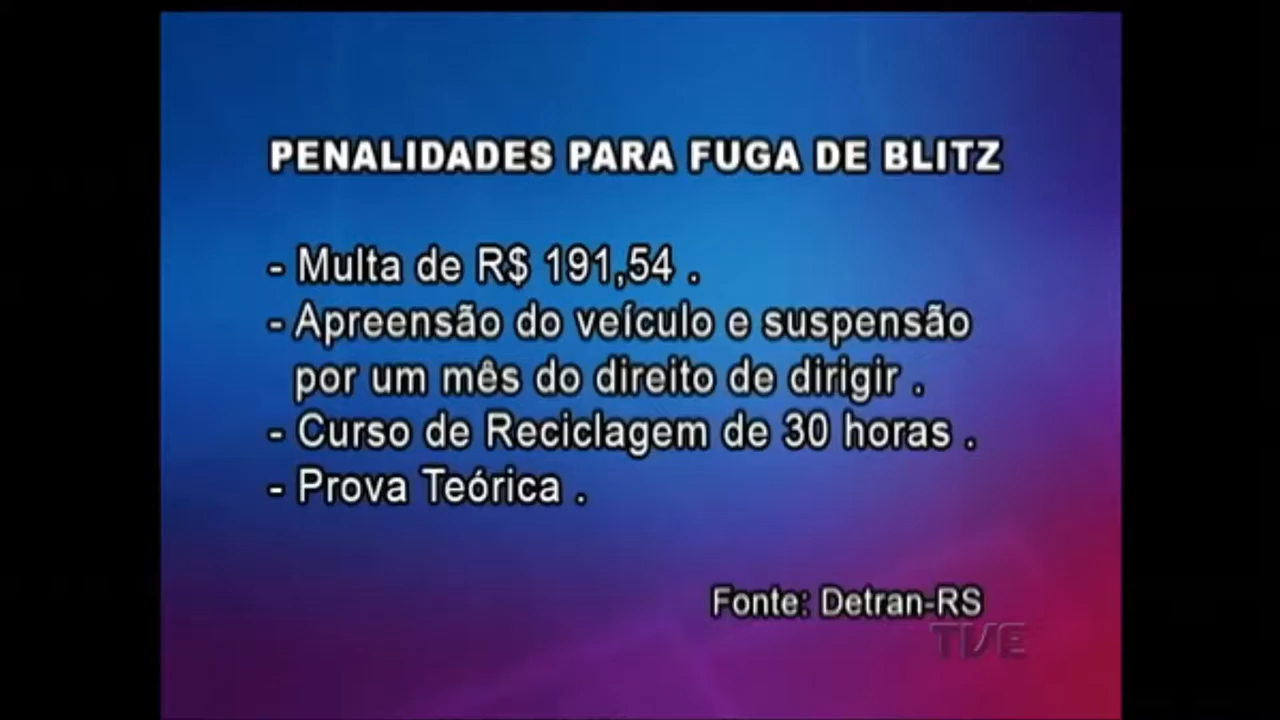 PENALIDADES PARA FUGA DE BLITZ
- Multa de R$ 191,54 .
- Apreensão do veículo e suspensão
por um mês do direito de dirigir .
- Curso de Reciclagem de 30 horas .
- Prova Teórica .
Fonte: Detran-RS
TVE